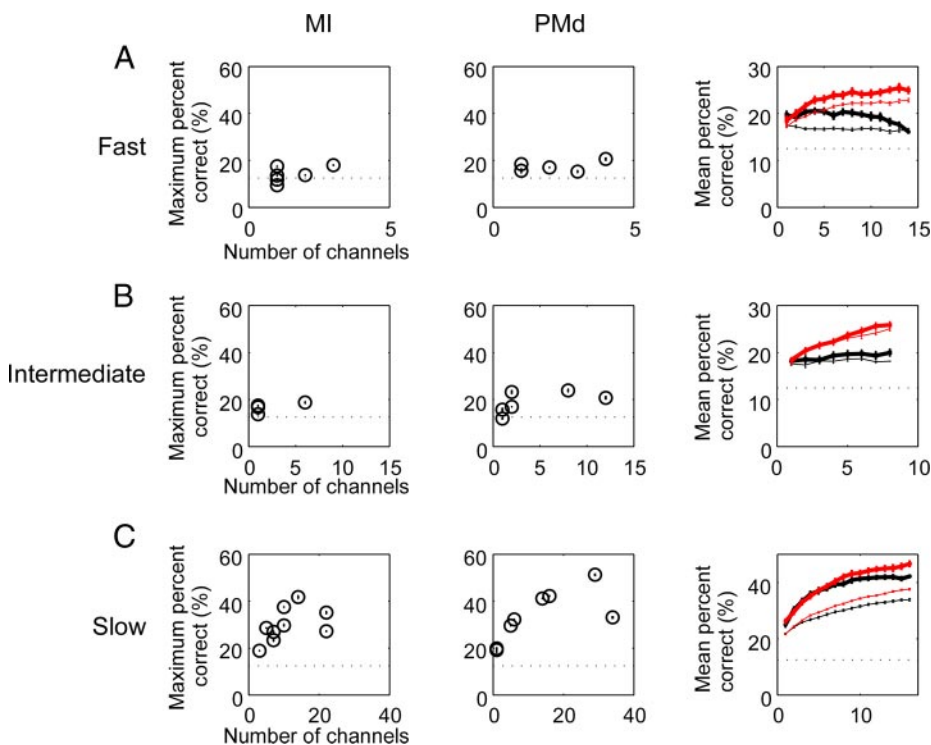 MI PMd
A
Fast
Maximum percent
correct (%)
60
40
20
0
0 5
Number of channels
60
40
20
0
0 5
Mean percent
correct (%)
30
20
10
0
0 5 10 15
B
Intermediate
Maximum percent
correct (%)
60
40
20
0
0 5 10 15
Number of channels
60
40
20
0
0 5 10 15
Mean percent
correct (%)
30
20
10
0
0 5 10
C
Slow
Maximum percent
correct (%)
60
40
20
0
0 20 40
Number of channels
60
40
20
0
0 20 40
Mean percent
correct (%)
40
20
0
10